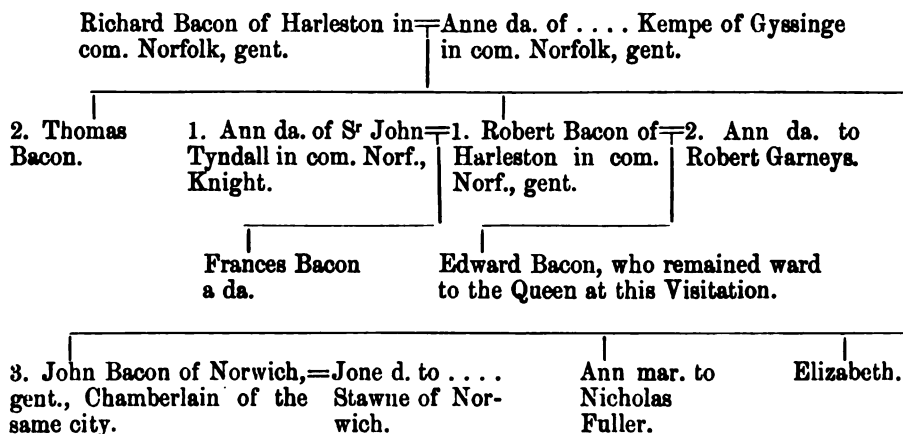 Richard Bacon of Harleston in=Anne da. of .... Kempe of Gyssinge
com. Norfolk, gent. in com. Norfolk, gent.
2. Thomas
Bacon.
1. Ann da. of Sr John=
Tyndall in com. Norf.,
Knight.
1. Robert Bacon of=
Harleston in com.
Norf., gent.
2. Ann da. to
Robert Garneys.
Frances Bacon
a da.
Edward Bacon, who remained ward
to the Queen at this Visitation.
3. John Bacon of Norwich,=
gent., Chamberlain of the
same city.
Jone d. to ....
Stawne of Nor-
wich.
Ann mar. to
Nicholas
Fuller.
Elizabeth.